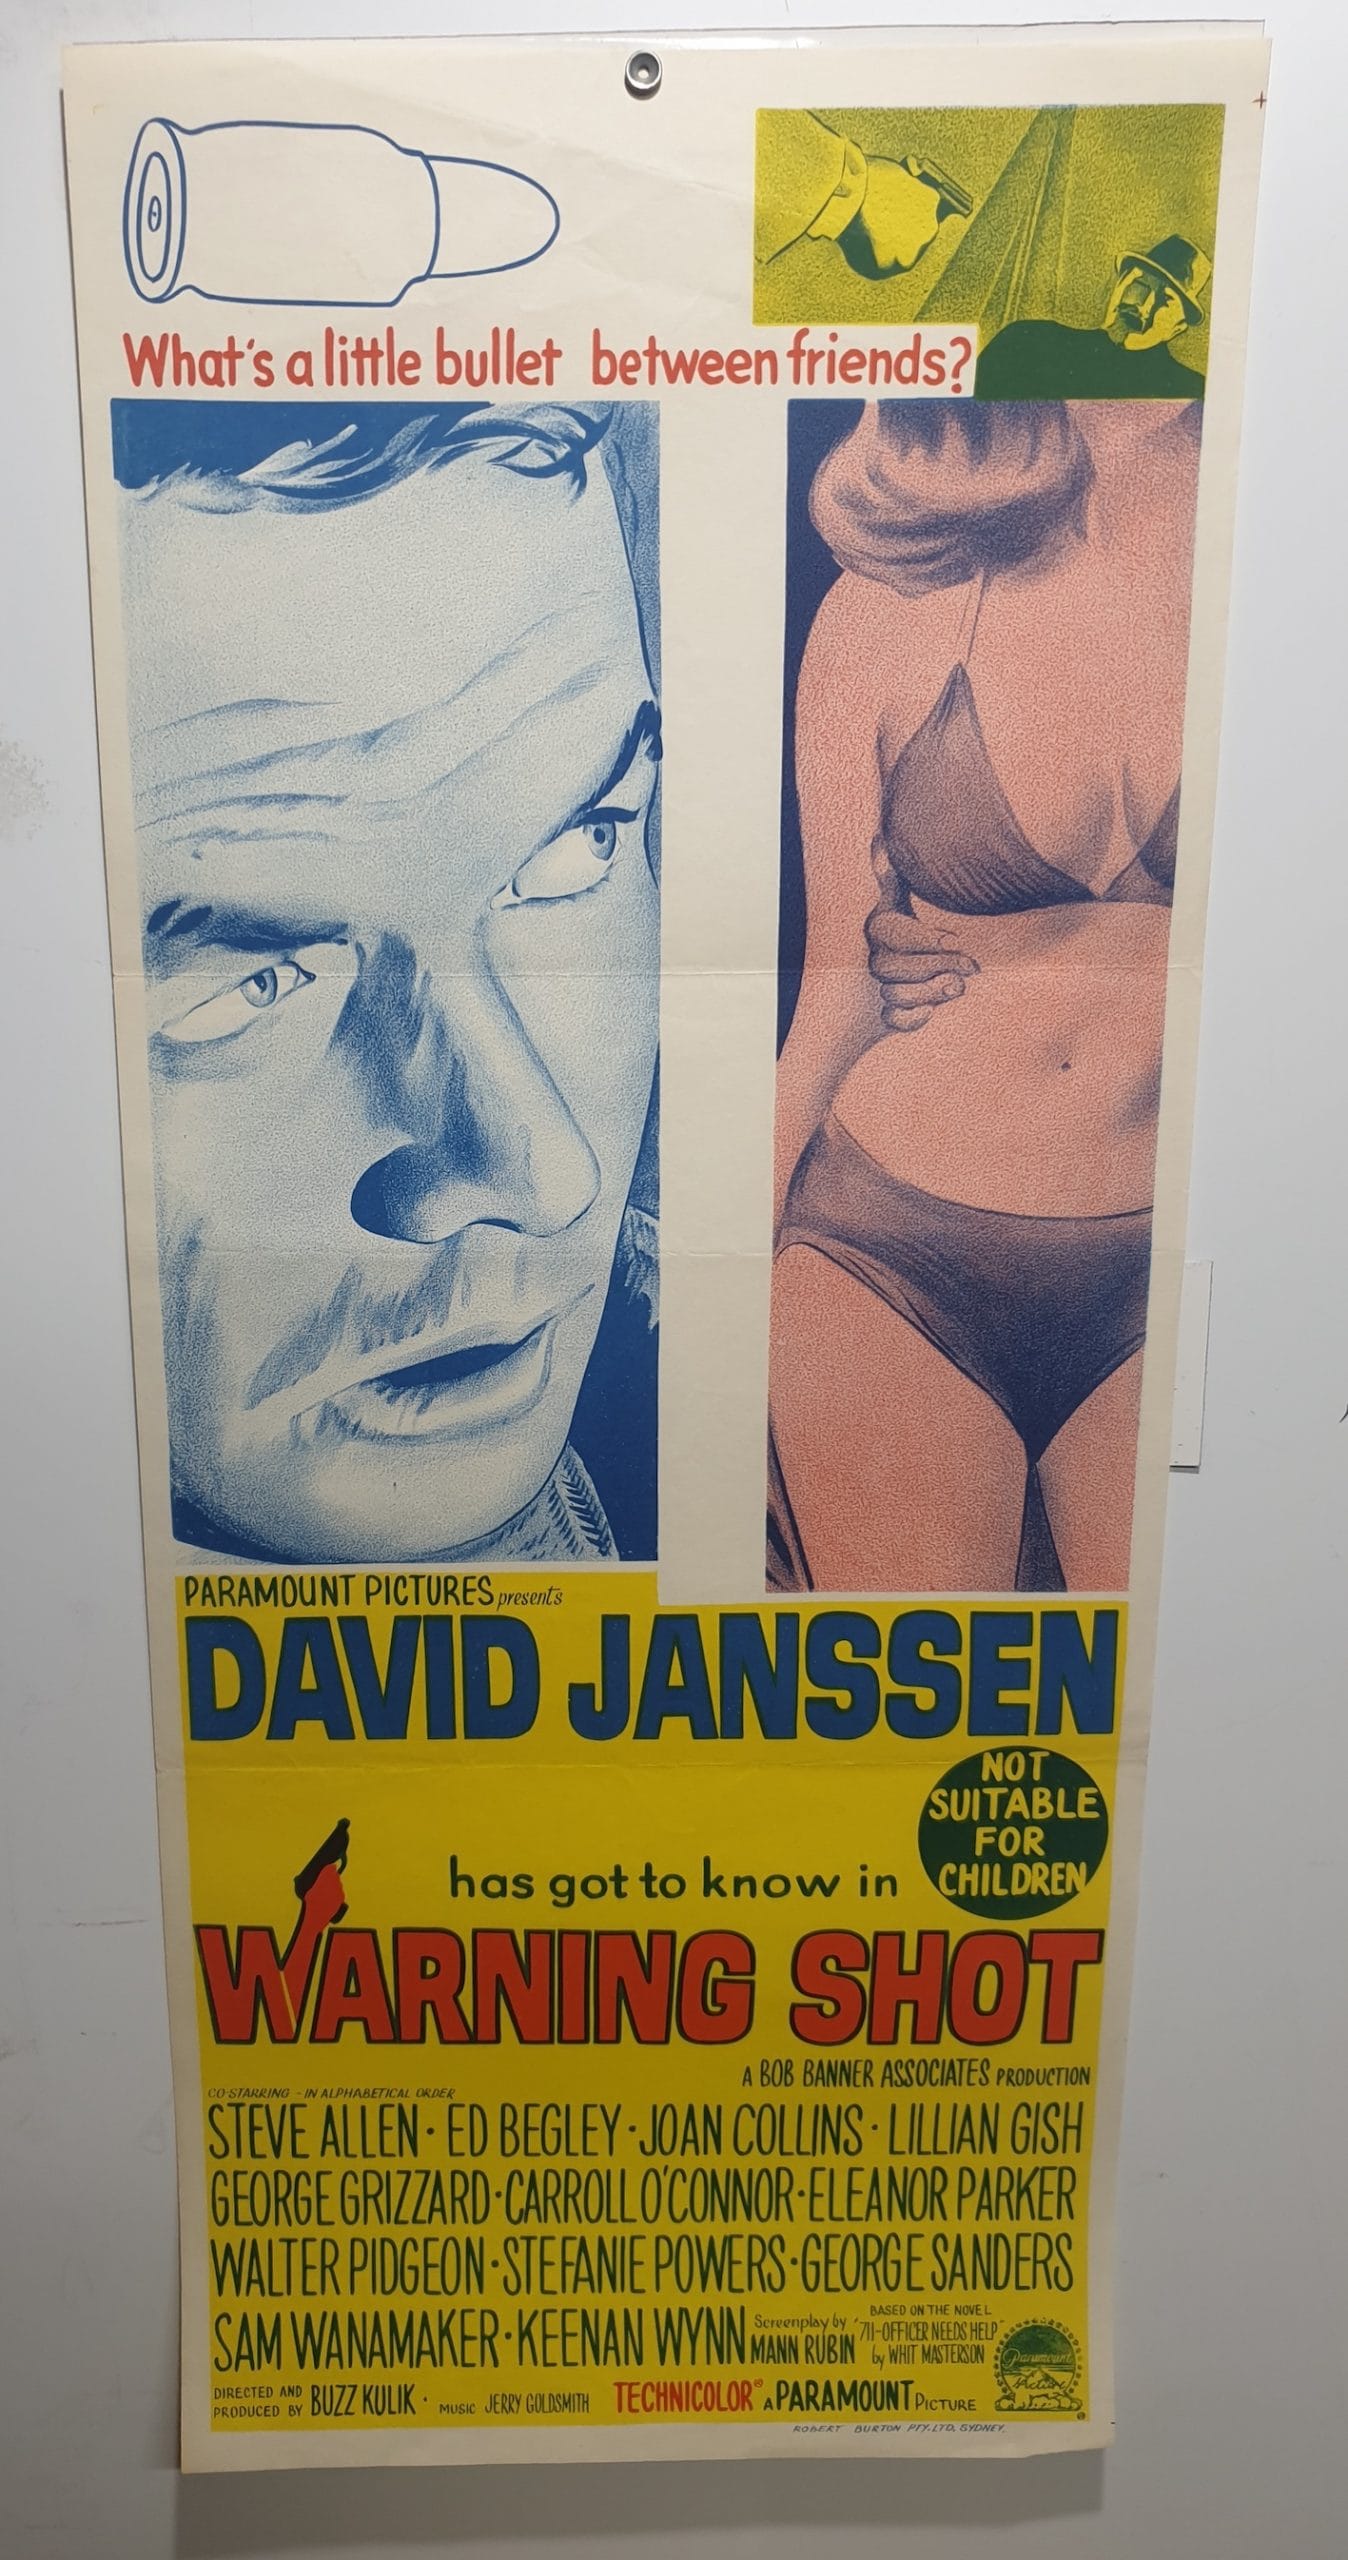 What's a little bullet between friends?
PARAMOUNT PICTURES presents
DAVID JANSSEN
NOT
SUITABLE
FOR
CHILDREN
has got to know in
WARNING SHOT
A BOB BANNER ASSOCIATES PRODUCTION
CO-STARRING - IN ALPHABETICAL ORDER
STEVE ALLEN · ED BEGLEY · JOAN COLLINS · LILLIAN GISH
GEORGE GRIZZARD · CARROLL O'CONNOR · ELEANOR PARKER
WALTER PIDGEON · STEFANIE POWERS · GEORGE SANDERS
SAM WANAMAKER · KEENAN WYNN
Screenplay by
MANN RUBIN
BASED ON THE NOVEL
"711-OFFICER NEEDS HELP"
by WHIT MASTERSON
DIRECTED AND
PRODUCED BY BUZZ KULIK · MUSIC JERRY GOLDSMITH
TECHNICOLOR® A PARAMOUNT PICTURE
Paramount
Pictures
ROBERT BURTON PTY. LTD. SYDNEY.